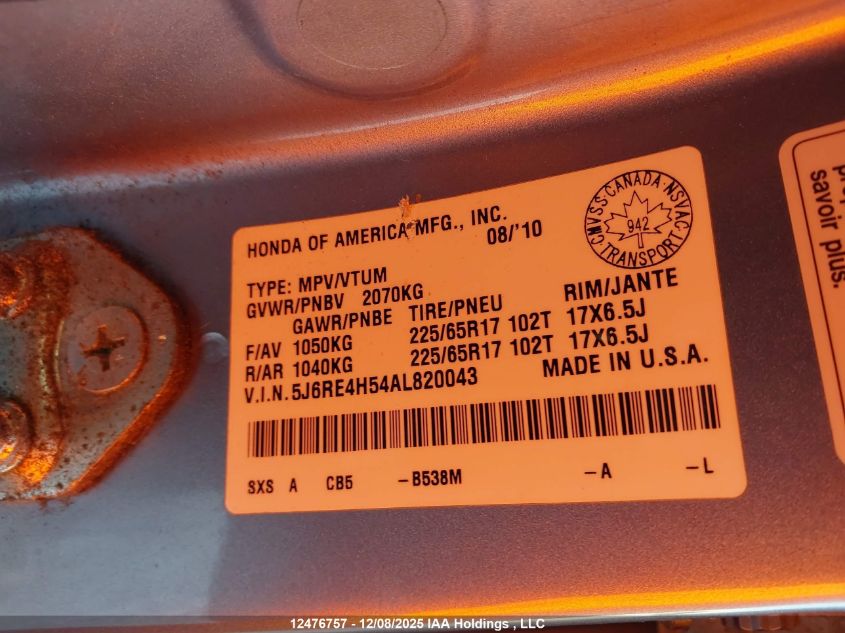 HONDA OF AMERICA MFG., INC.
08/'10
CMVSS·CANADA·NSVAC
942
TRANSPORT
TYPE: MPV/VTUM
GVWR/PNBV 2070KG
GAWR/PNBE TIRE/PNEU RIM/JANTE
F/AV 1050KG 225/65R17 102T 17X6.5J
R/AR 1040KG 225/65R17 102T 17X6.5J
V.I.N.5J6RE4H54AL820043 MADE IN U.S.A.
SXS A CB5 -B538M -A -L
savoir plus.
12476757 - 12/08/2025 IAA Holdings , LLC